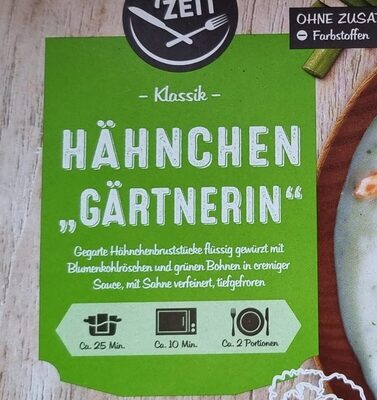 ZEIT
OHNE ZUSAT
Farbstoffen
– Klassik –
HÄHNCHEN
„GÄRTNERIN“
Gegarte Hähnchenbruststücke flüssig gewürzt mit
Blumenkohlröschen und grünen Bohnen in cremiger
Sauce, mit Sahne verfeinert, tiefgefroren
Ca. 25 Min.
Ca. 10 Min.
Ca. 2 Portionen